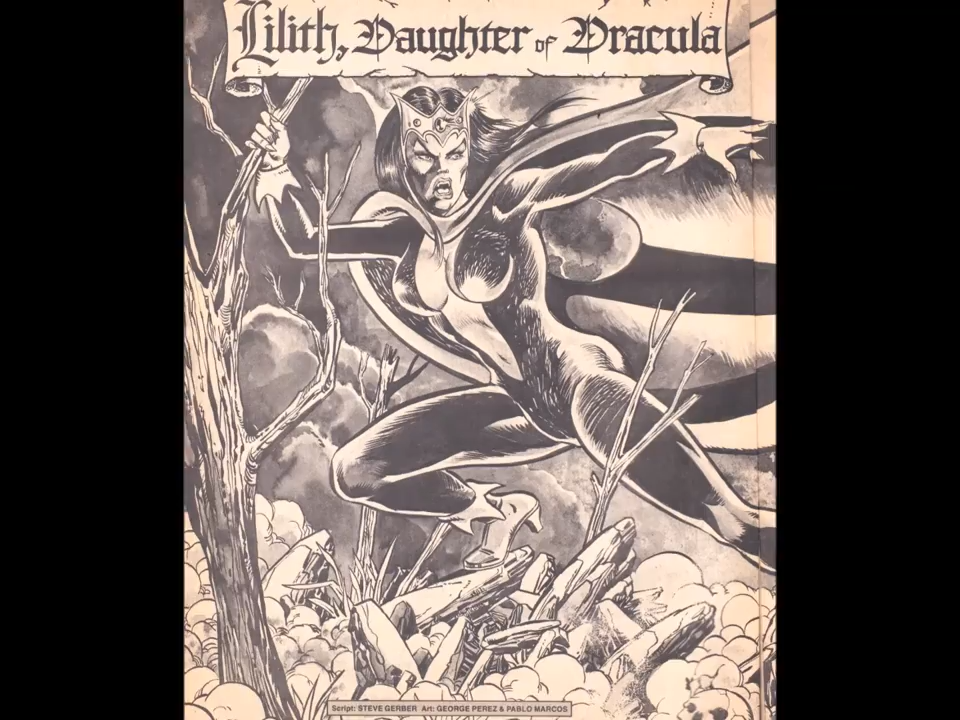 Lilith, Daughter of Dracula
Script: STEVE GERBER Art: GEORGE PEREZ & PABLO MARCOS